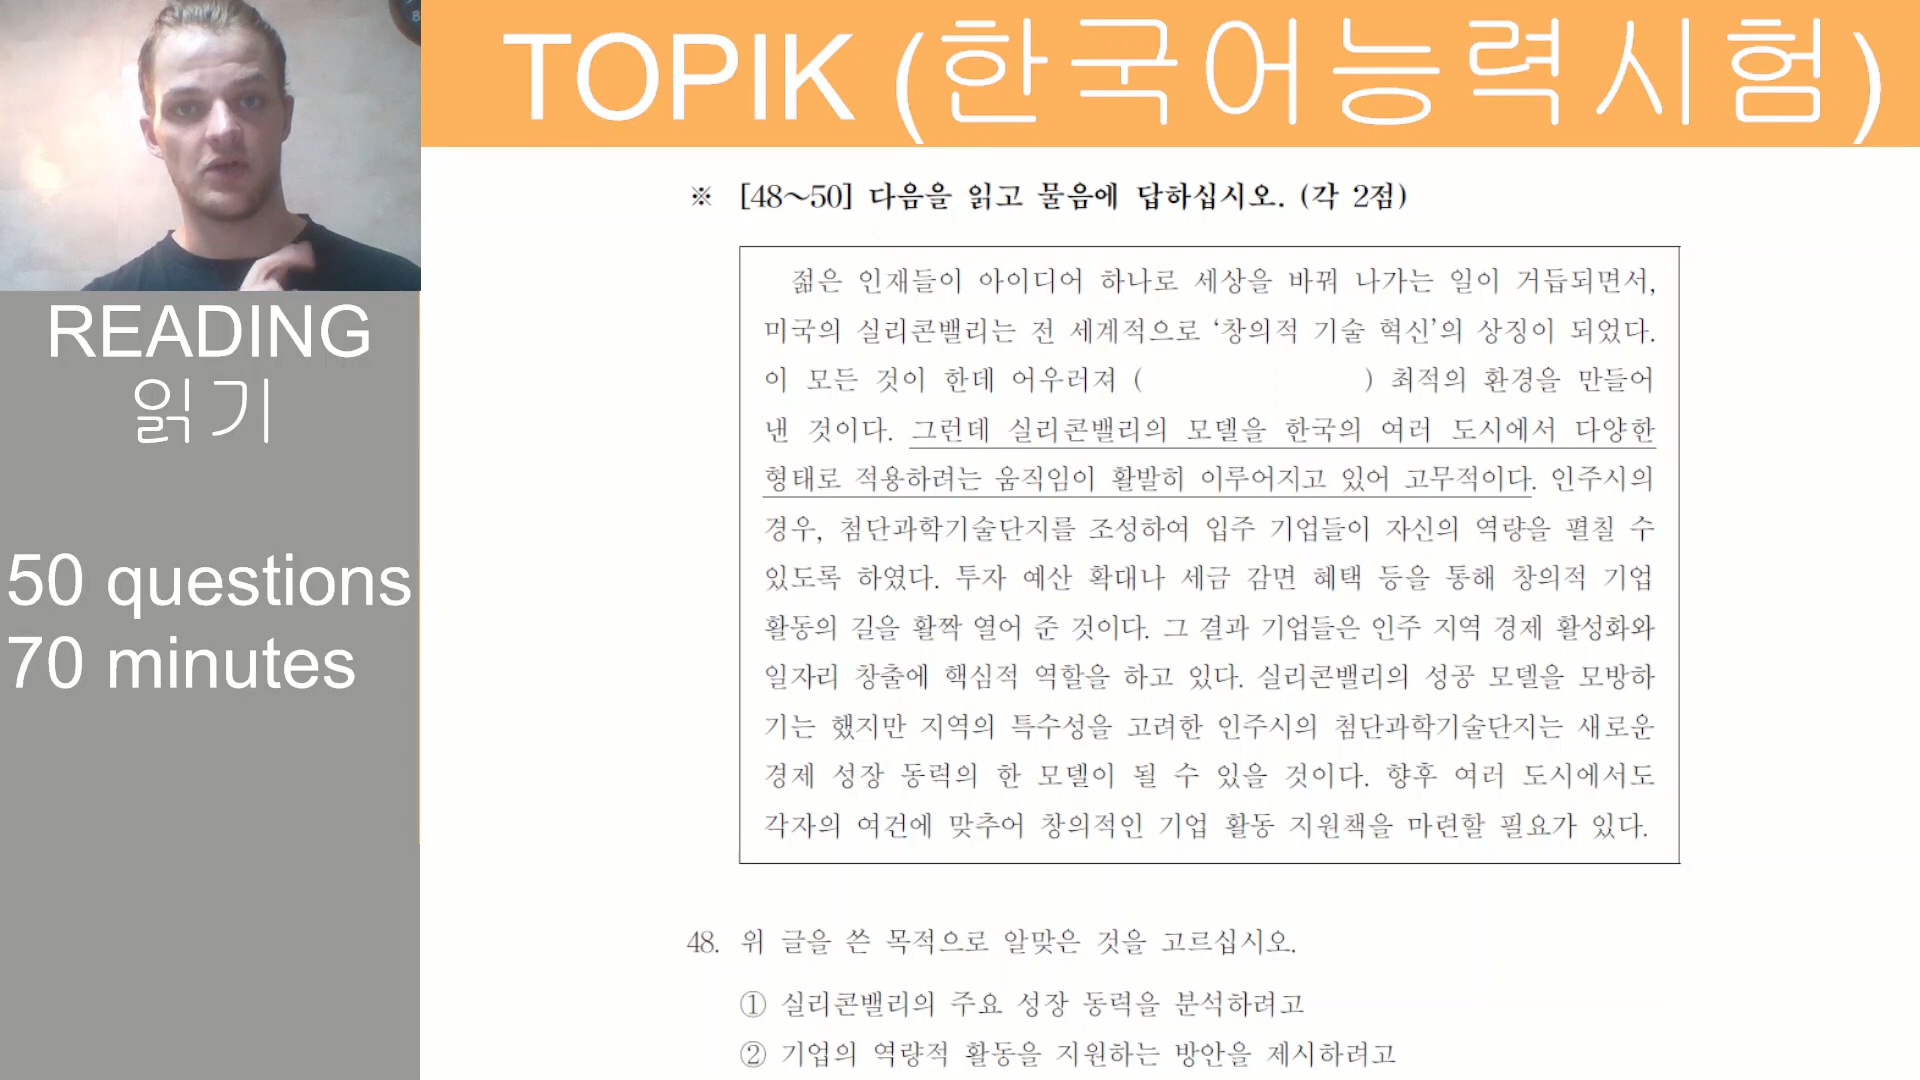 TOPIK (한국어능력시험)
READING
읽기
50 questions
70 minutes
※ [48~50] 다음을 읽고 물음에 답하십시오. (각 2점)
젊은 인재들이 아이디어 하나로 세상을 바꿔 나가는 일이 거듭되면서,
미국의 실리콘밸리는 전 세계적으로 ‘창의적 기술 혁신’의 상징이 되었다.
이 모든 것이 한데 어우러져 (                    ) 최적의 환경을 만들어
낸 것이다. 그런데 실리콘밸리의 모델을 한국의 여러 도시에서 다양한
형태로 적용하려는 움직임이 활발히 이루어지고 있어 고무적이다. 인주시의
경우, 첨단과학기술단지를 조성하여 입주 기업들이 자신의 역량을 펼칠 수
있도록 하였다. 투자 예산 확대나 세금 감면 혜택 등을 통해 창의적 기업
활동의 길을 활짝 열어 준 것이다. 그 결과 기업들은 인주 지역 경제 활성화와
일자리 창출에 핵심적 역할을 하고 있다. 실리콘밸리의 성공 모델을 모방하
기는 했지만 지역의 특수성을 고려한 인주시의 첨단과학기술단지는 새로운
경제 성장 동력의 한 모델이 될 수 있을 것이다. 향후 여러 도시에서도
각자의 여건에 맞추어 창의적인 기업 활동 지원책을 마련할 필요가 있다.
48. 위 글을 쓴 목적으로 알맞은 것을 고르십시오.
① 실리콘밸리의 주요 성장 동력을 분석하려고
② 기업의 역량적 활동을 지원하는 방안을 제시하려고